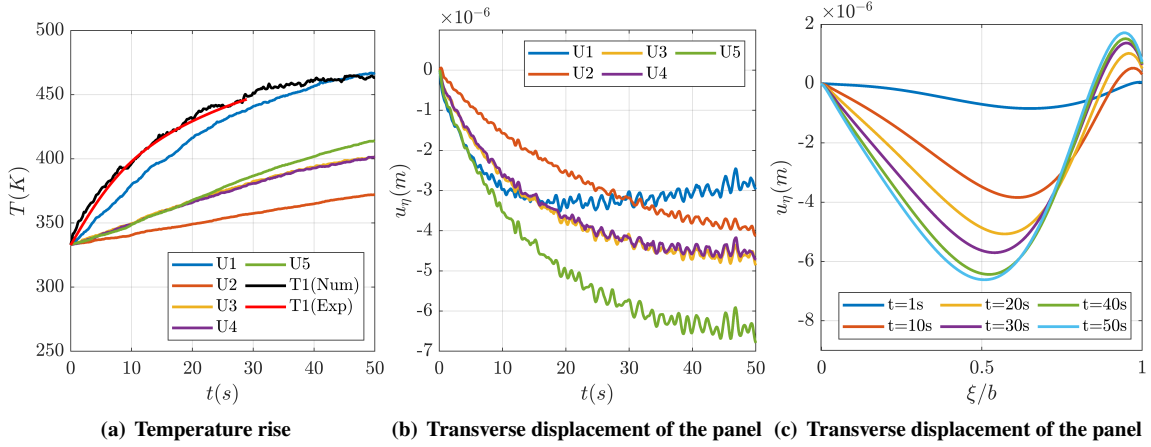 500
450
400
350
300
250
T(K)
0
10
20
30
40
50
t(s)
U1
U2
U3
U4
U5
T1(Num)
T1(Exp)
(a) Temperature rise
×10⁻⁶
0
-1
-2
-3
-4
-5
-6
-7
uη(m)
0
10
20
30
40
50
t(s)
U1
U2
U3
U4
U5
(b) Transverse displacement of the panel
×10⁻⁶
2
0
-2
-4
-6
-8
uη(m)
0
0.5
1
ξ/b
t=1s
t=10s
t=20s
t=30s
t=40s
t=50s
(c) Transverse displacement of the panel